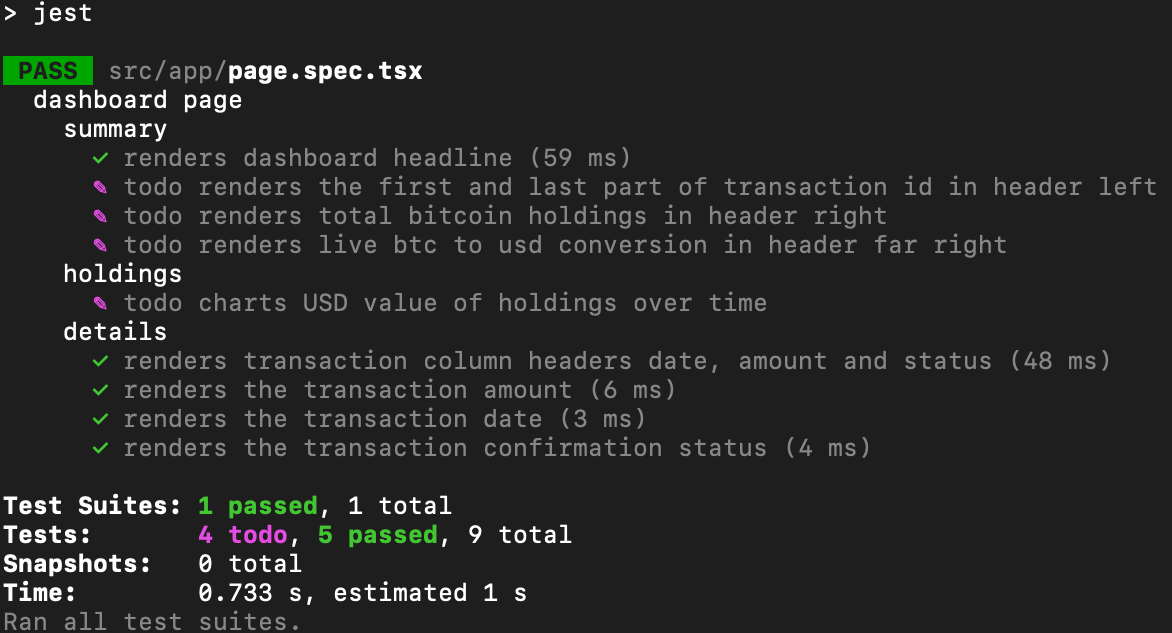 > jest
PASS src/app/page.spec.tsx
dashboard page
summary
✓ renders dashboard headline (59 ms)
✎ todo renders the first and last part of transaction id in header left
✎ todo renders total bitcoin holdings in header right
✎ todo renders live btc to usd conversion in header far right
holdings
✎ todo charts USD value of holdings over time
details
✓ renders transaction column headers date, amount and status (48 ms)
✓ renders the transaction amount (6 ms)
✓ renders the transaction date (3 ms)
✓ renders the transaction confirmation status (4 ms)
Test Suites: 1 passed, 1 total
Tests: 4 todo, 5 passed, 9 total
Snapshots: 0 total
Time: 0.733 s, estimated 1 s
Ran all test suites.